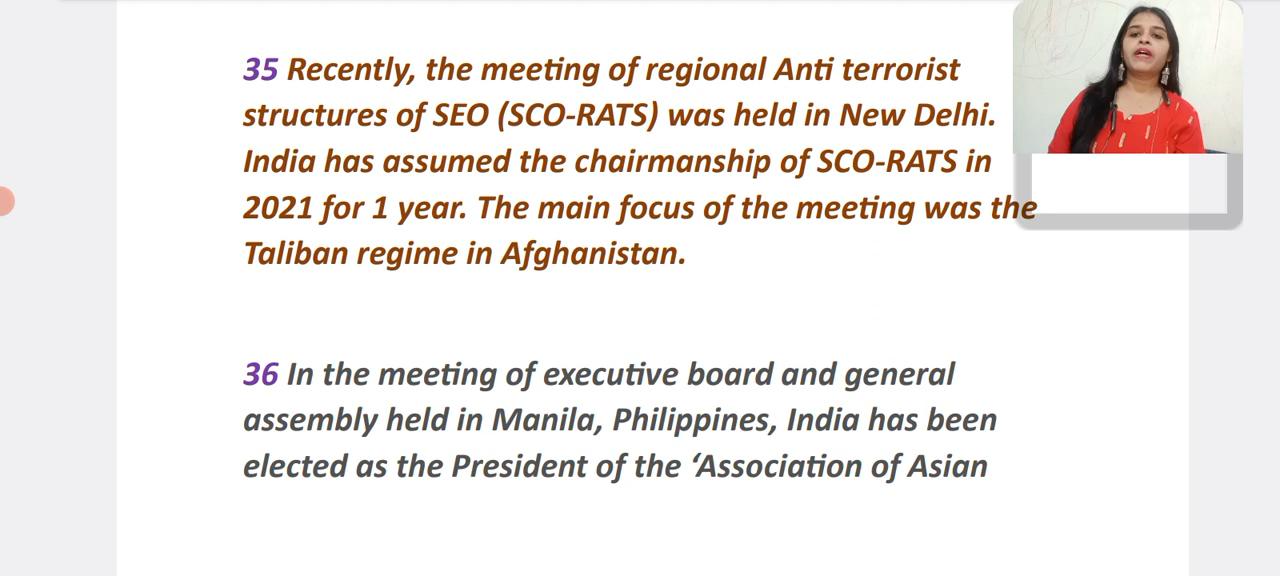 35 Recently, the meeting of regional Anti terrorist
structures of SEO (SCO-RATS) was held in New Delhi.
India has assumed the chairmanship of SCO-RATS in
2021 for 1 year. The main focus of the meeting was the
Taliban regime in Afghanistan.
36 In the meeting of executive board and general
assembly held in Manila, Philippines, India has been
elected as the President of the ‘Association of Asian